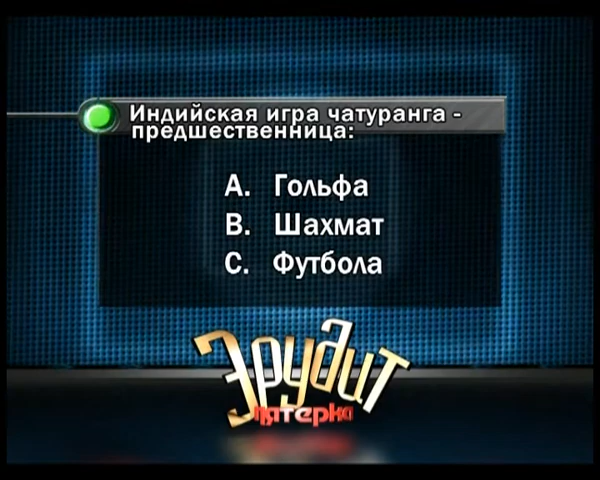 Индийская игра чатуранга -
предшественница:
A. Гольфа
B. Шахмат
C. Футбола
Эрудит
пятерка